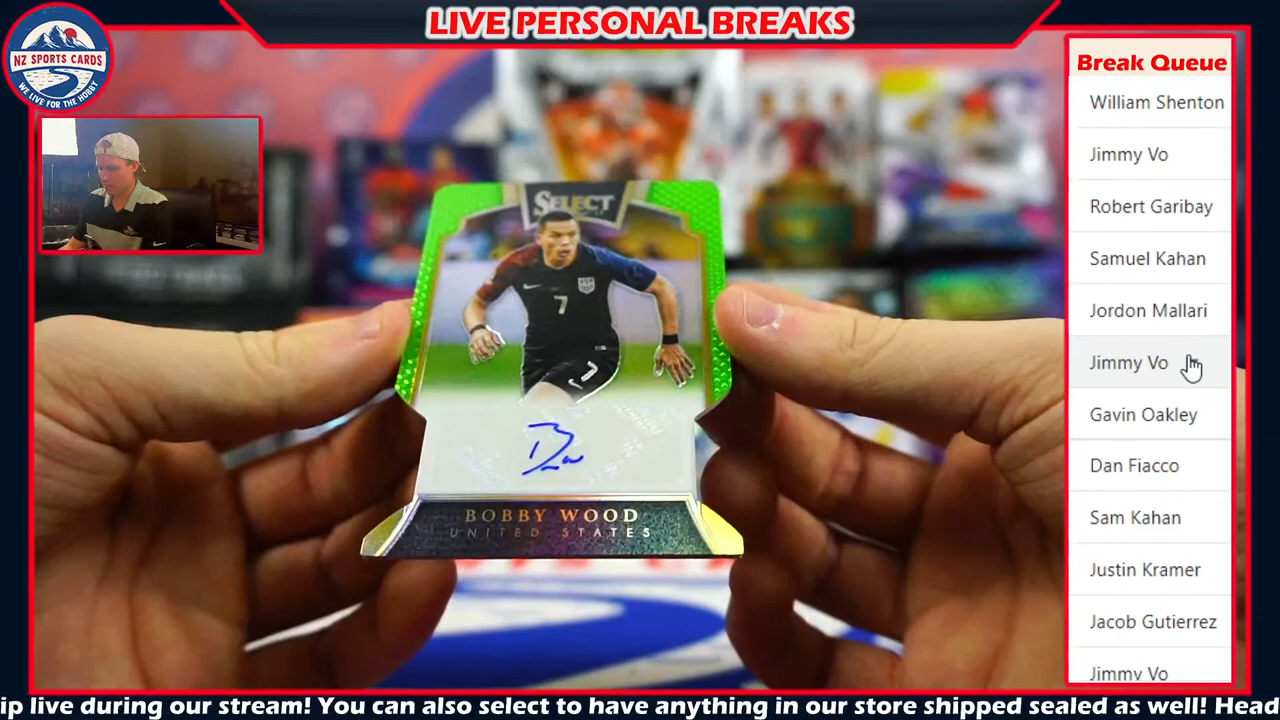 LIVE PERSONAL BREAKS
NZ SPORTS CARDS
WE LIVE FOR THE HOBBY
Break Queue
William Shenton
Jimmy Vo
Robert Garibay
Samuel Kahan
Jordon Mallari
Jimmy Vo
Gavin Oakley
Dan Fiacco
Sam Kahan
Justin Kramer
Jacob Gutierrez
Jimmy Vo
SELECT
7
7
BOBBY WOOD
UNITED STATES
ip live during our stream! You can also select to have anything in our store shipped sealed as well! Head